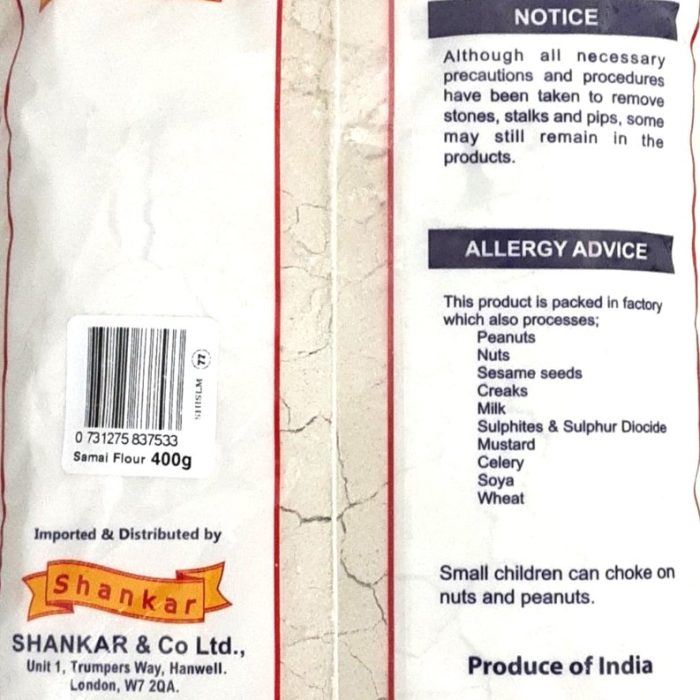 NOTICE
Although all necessary
precautions and procedures
have been taken to remove
stones, stalks and pips, some
may still remain in the
products.
ALLERGY ADVICE
This product is packed in factory
which also processes;
Peanuts
Nuts
Sesame seeds
Creaks
Milk
Sulphites & Sulphur Diocide
Mustard
Celery
Soya
Wheat
Small children can choke on
nuts and peanuts.
Produce of India
77
SHRSLM
0 731275 837533
Samai Flour 400g
Imported & Distributed by
Shankar
SHANKAR & Co Ltd.,
Unit 1, Trumpers Way, Hanwell.
London, W7 2QA.